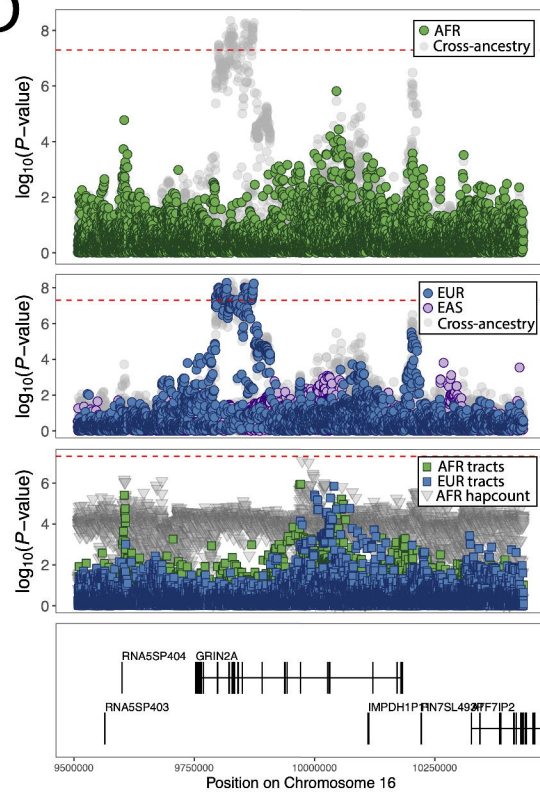 D
8
6
4
2
0
log10(P−value)
AFR
Cross-ancestry
8
6
4
2
0
log10(P−value)
EUR
EAS
Cross-ancestry
6
4
2
0
log10(P−value)
AFR tracts
EUR tracts
AFR hapcount
RNA5SP404 GRIN2A
RNA5SP403
IMPDH1P11
ATF7IP2
9500000 9750000 10000000 10250000
Position on Chromosome 16